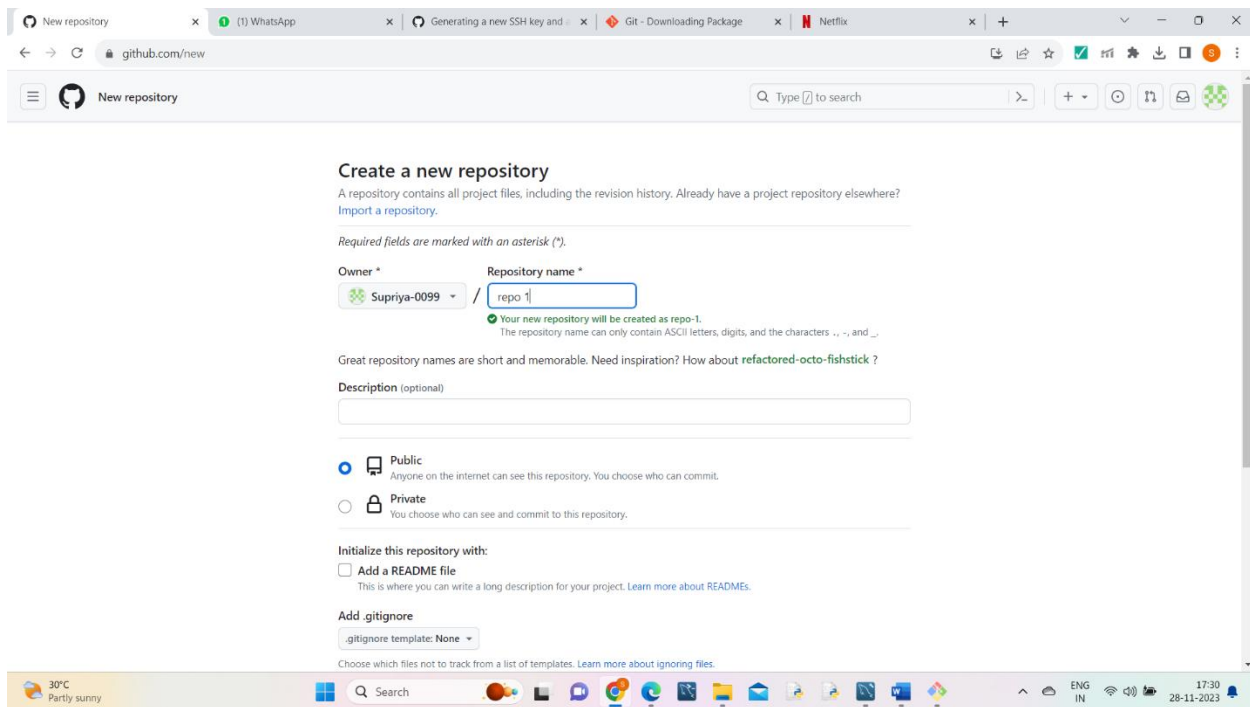 New repository
(1) WhatsApp
Generating a new SSH key and
Git - Downloading Package
Netflix
github.com/new
S
New repository
Type / to search
Create a new repository
A repository contains all project files, including the revision history. Already have a project repository elsewhere?
Import a repository.
Required fields are marked with an asterisk (*).
Owner *
Repository name *
Supriya-0099
/
repo 1
Your new repository will be created as repo-1.
The repository name can only contain ASCII letters, digits, and the characters ., -, and _.
Great repository names are short and memorable. Need inspiration? How about refactored-octo-fishstick ?
Description (optional)
Public
Anyone on the internet can see this repository. You choose who can commit.
Private
You choose who can see and commit to this repository.
Initialize this repository with:
Add a README file
This is where you can write a long description for your project. Learn more about READMEs.
Add .gitignore
.gitignore template: None
Choose which files not to track from a list of templates. Learn more about ignoring files.
30°C
Partly sunny
Search
ENG
IN
17:30
28-11-2023